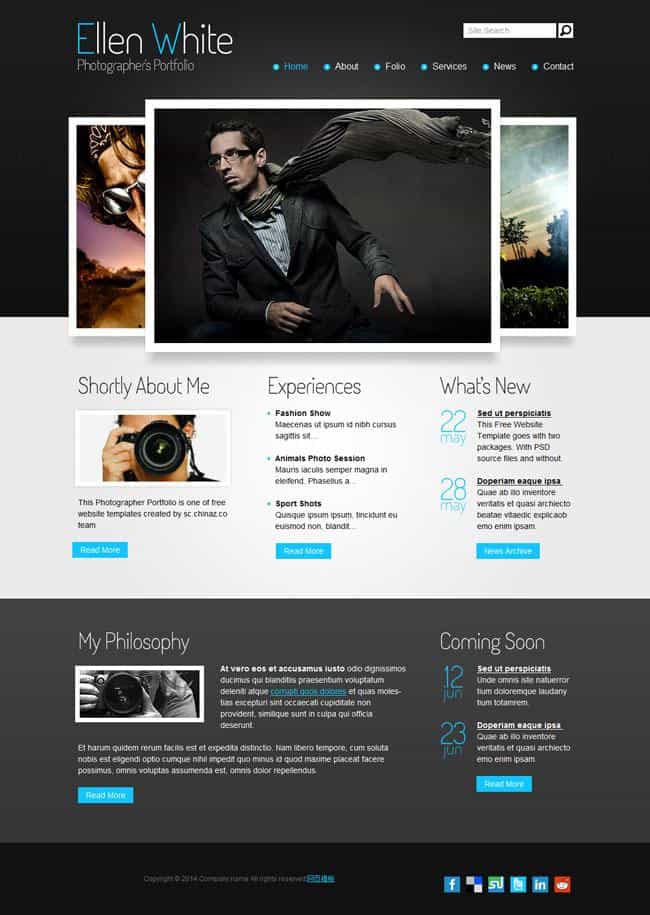 Ellen White
Photographer's Portfolio
Site Search
Home
About
Folio
Services
News
Contact
Shortly About Me
This Photographer Portfolio is one of free
website templates created by sc.chinaz.co
team
Read More
Experiences
Fashion Show
Maecenas ut ipsum id nibh cursus
sagittis sit...
Animals Photo Session
Mauris iaculis semper magna in
eleifend. Phasellus a...
Sport Shots
Quisque ipsum ipsum, tincidunt eu
euismod non, blandit...
Read More
What's New
22
may
Sed ut perspiciatis
This Free Website
Template goes with two
packages. With PSD
source files and without.
28
may
Doperiam eaque ipsa
Quae ab illo inventore
veritatis et quasi archiecto
beatae vitaedic explicaob
emo enim ipsam.
News Archive
My Philosophy
At vero eos et accusamus iusto odio dignissimos
ducimus qui blanditiis praesentium voluptatum
deleniti atque corrupti quos dolores et quas moles-
tias excepturi sint occaecati cupiditate non
provident, similique sunt in culpa qui officia
deserunt.
Et harum quidem rerum facilis est et expedita distinctio. Nam libero tempore, cum soluta
nobis est eligendi optio cumque nihil impedit quo minus id quod maxime placeat facere
possimus, omnis voluptas assumenda est, omnis dolor repellendus.
Read More
Coming Soon
12
jun
Sed ut perspiciatis
Unde omnis iste natuerror
tium doloremque laudany
tium totamrem.
23
jun
Doperiam eaque ipsa
Quae ab illo inventore
veritatis et quasi archiecto
emo enim ipsam.
Read More
Copyright © 2014.Company name All rights reserved.网页模板